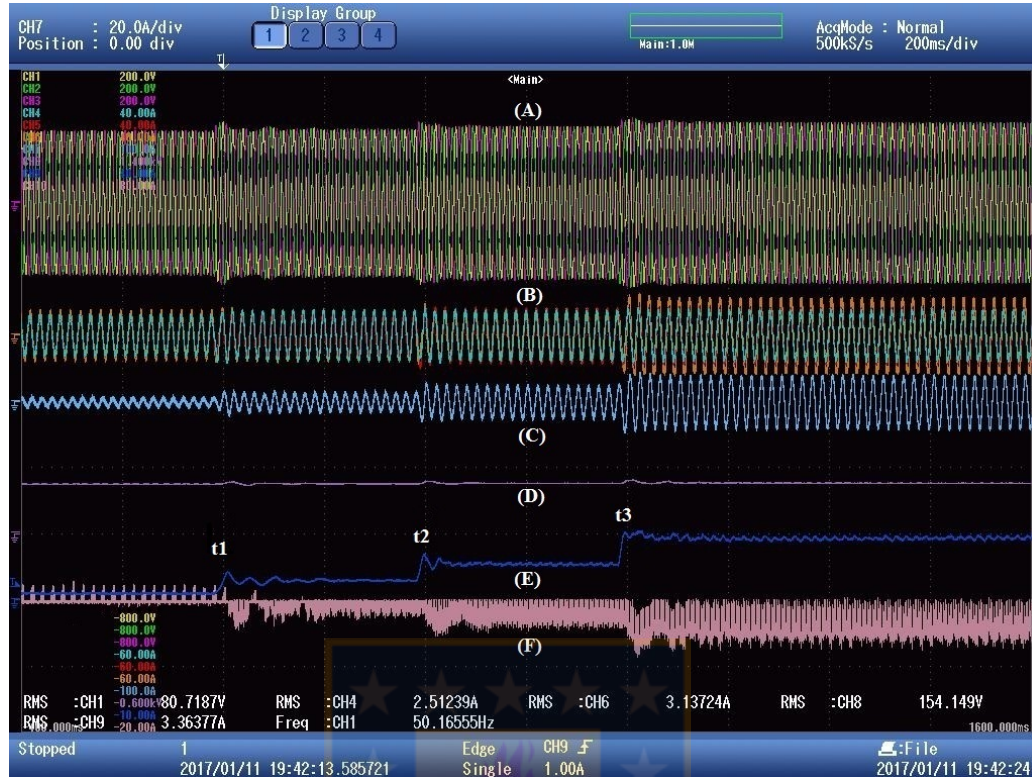 CH7 : 20.0A/div
Position : 0.00 div
Display Group
1 2 3 4
Main:1.0M
AcqMode : Normal
500kS/s 200ms/div
<Main>
CH1 200.0V
CH2 200.0V
CH3 200.0V
CH4 40.00A
CH5 40.00A
(A)
(B)
(C)
(D)
t1
t2
t3
(E)
(F)
-800.0V
-800.0V
-800.0V
-60.00A
-60.00A
-60.00A
-100.0A
-0.600kV
-10.00A
-20.00A
RMS :CH1 80.7187V RMS :CH4 2.51239A RMS :CH6 3.13724A RMS :CH8 154.149V
RMS :CH9 3.36377A Freq :CH1 50.16555Hz
1600.000ms
Stopped 1 Edge CH9 :File
2017/01/11 19:42:13.585721 Single 1.00A 2017/01/11 19:42:24